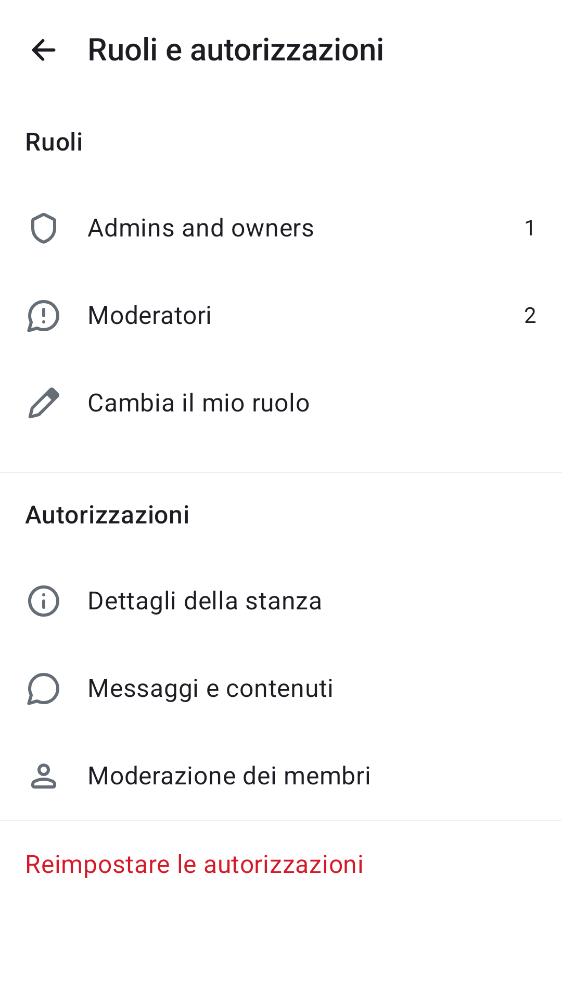 Ruoli e autorizzazioni
Ruoli
Admins and owners 1
Moderatori 2
Cambia il mio ruolo
Autorizzazioni
Dettagli della stanza
Messaggi e contenuti
Moderazione dei membri
Reimpostare le autorizzazioni